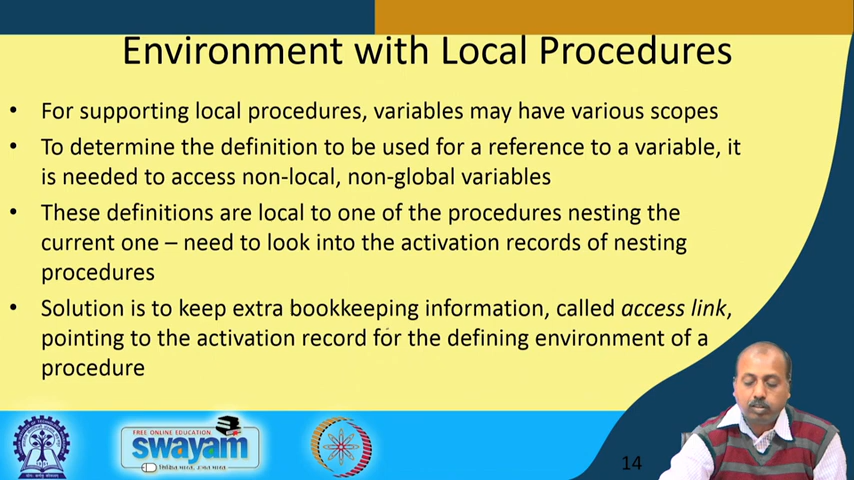 Environment with Local Procedures
• For supporting local procedures, variables may have various scopes
• To determine the definition to be used for a reference to a variable, it
is needed to access non-local, non-global variables
• These definitions are local to one of the procedures nesting the
current one – need to look into the activation records of nesting
procedures
• Solution is to keep extra bookkeeping information, called access link,
pointing to the activation record for the defining environment of a
procedure
FREE ONLINE EDUCATION
swayam
14